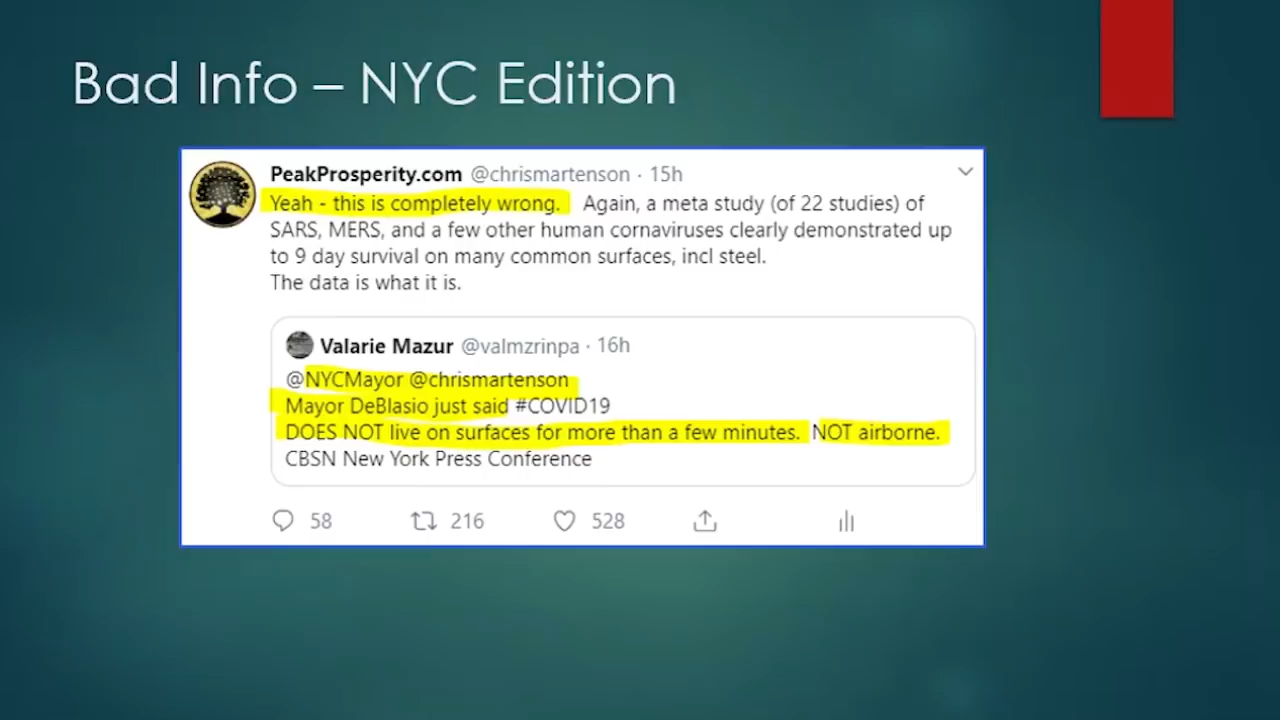 Bad Info – NYC Edition
PeakProsperity.com @chrismartenson · 15h
Yeah - this is completely wrong. Again, a meta study (of 22 studies) of
SARS, MERS, and a few other human cornaviruses clearly demonstrated up
to 9 day survival on many common surfaces, incl steel.
The data is what it is.
Valarie Mazur @valmzrinpa · 16h
@NYCMayor @chrismartenson
Mayor DeBlasio just said #COVID19
DOES NOT live on surfaces for more than a few minutes. NOT airborne.
CBSN New York Press Conference
58 216 528